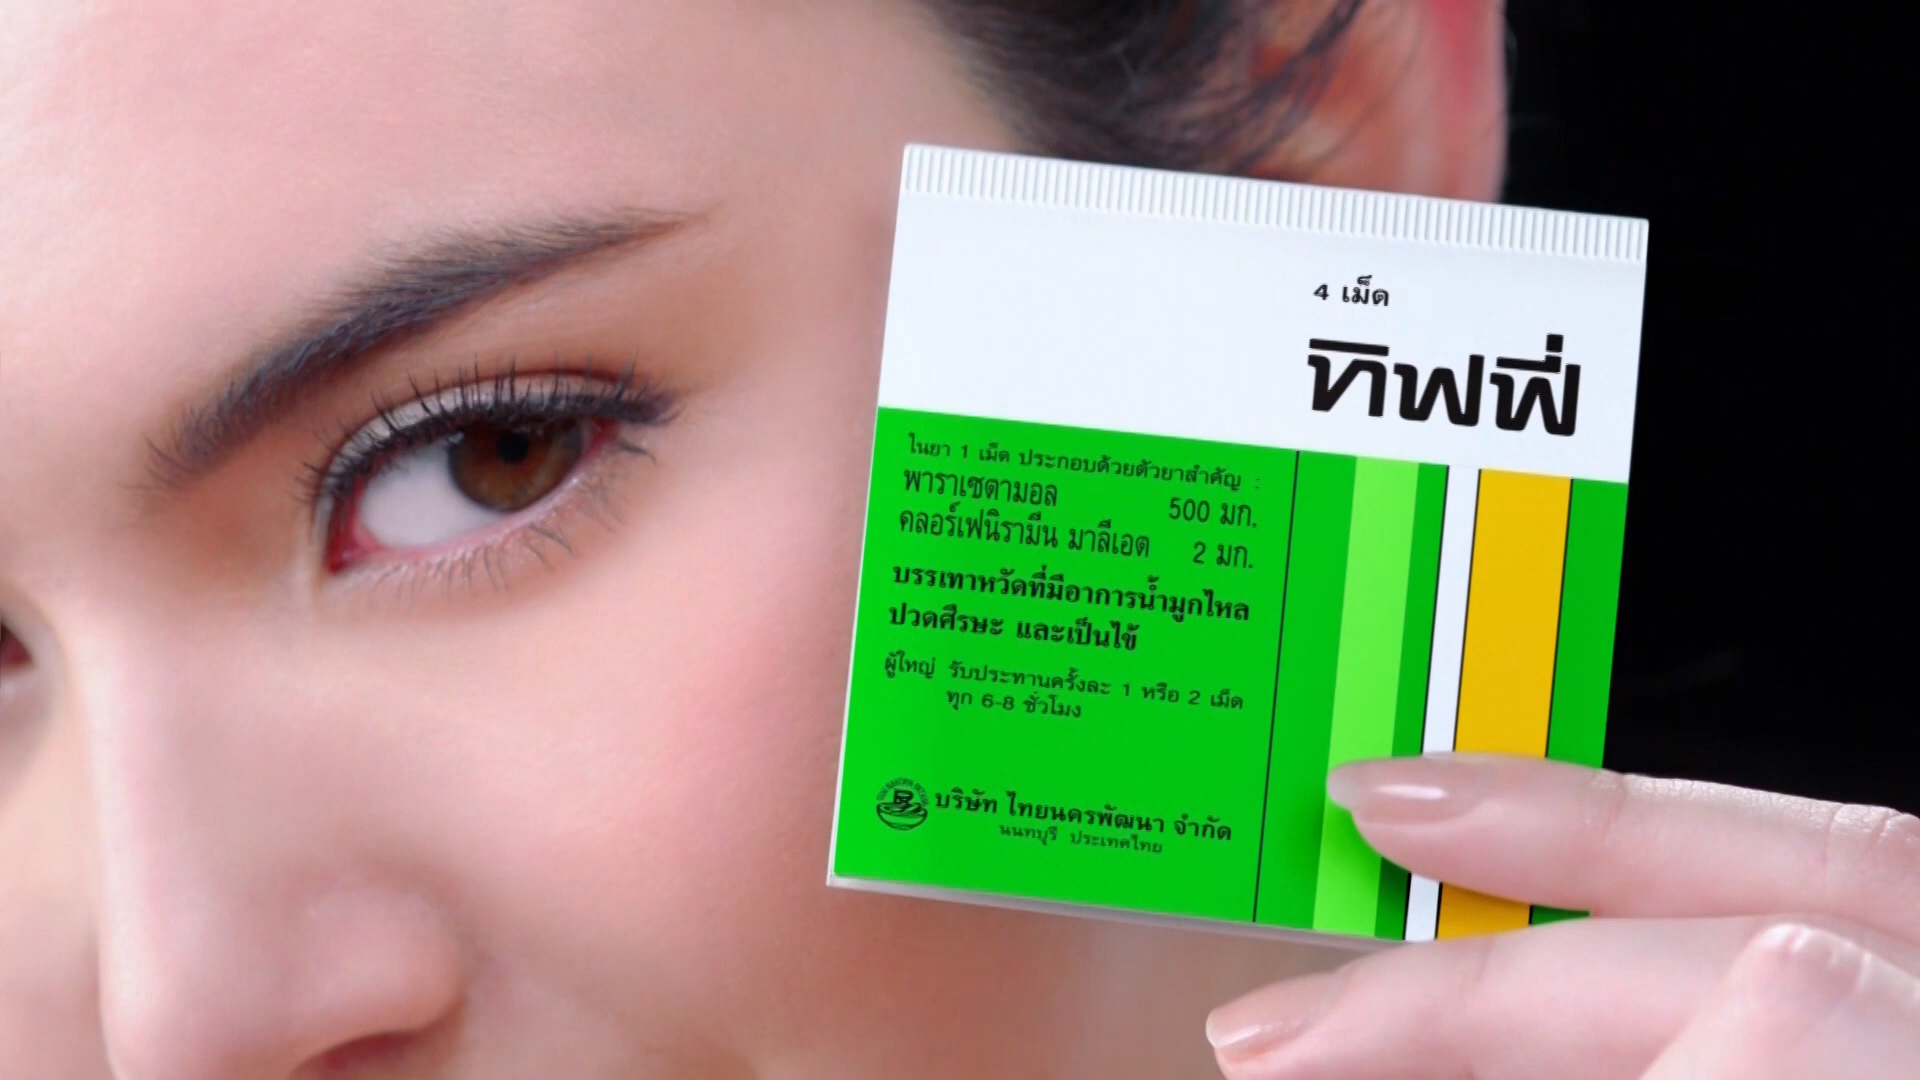 4 เม็ด
ทิฟฟี่
ในยา 1 เม็ด ประกอบด้วยตัวยาสำคัญ :
พาราเซตามอล 500 มก.
คลอร์เฟนิรามีน มาลีเอต 2 มก.
บรรเทาหวัดที่มีอาการน้ำมูกไหล
ปวดศีรษะ และเป็นไข้
ผู้ใหญ่ รับประทานครั้งละ 1 หรือ 2 เม็ด
ทุก 6-8 ชั่วโมง
บริษัท ไทยนครพัฒนา จำกัด
นนทบุรี ประเทศไทย